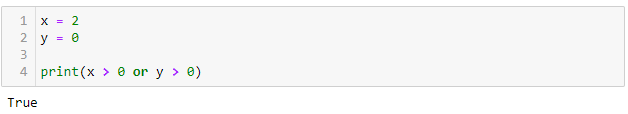 1 x = 2
2 y = 0
3
4 print(x > 0 or y > 0)
True